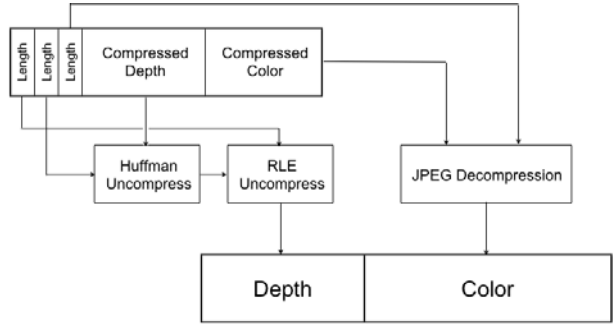 Length
Length
Length
Compressed
Depth
Compressed
Color
Huffman
Uncompress
RLE
Uncompress
JPEG Decompression
Depth
Color